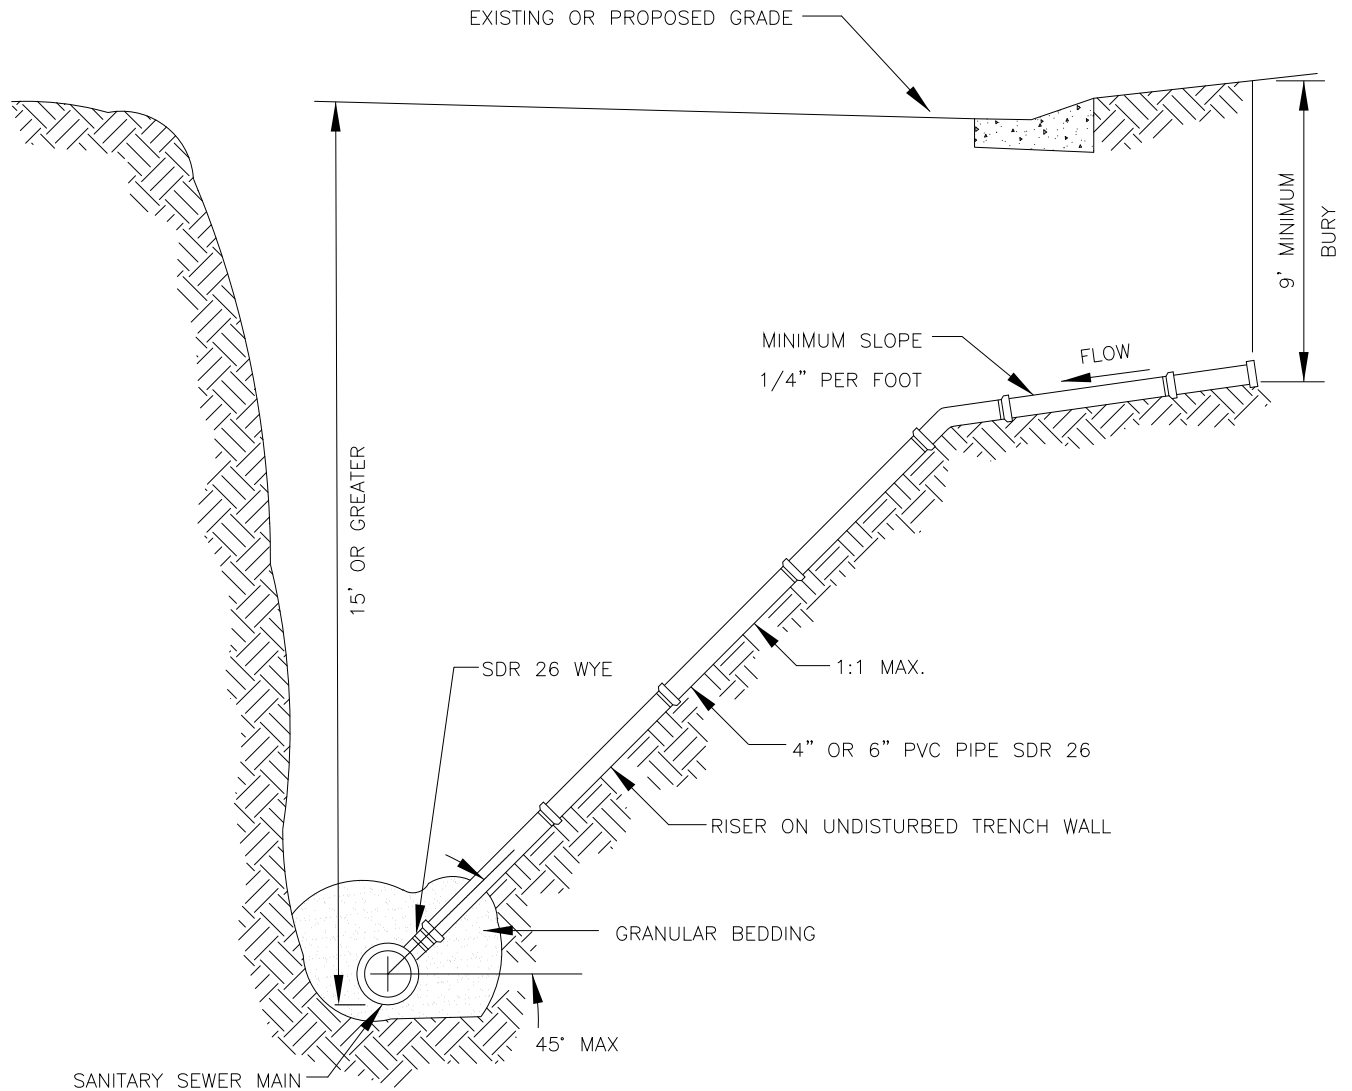 EXISTING OR PROPOSED GRADE
9' MINIMUM
BURY
MINIMUM SLOPE
1/4" PER FOOT
FLOW
15' OR GREATER
SDR 26 WYE
1:1 MAX.
4" OR 6" PVC PIPE SDR 26
RISER ON UNDISTURBED TRENCH WALL
GRANULAR BEDDING
45° MAX
SANITARY SEWER MAIN